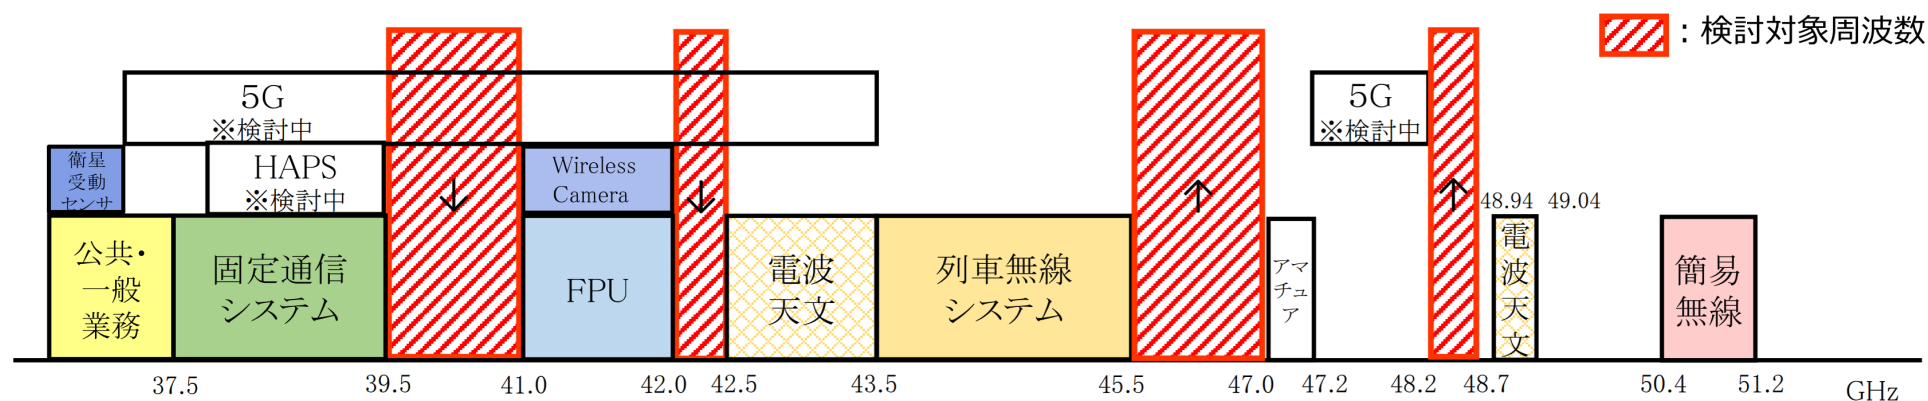 ：検討対象周波数
5G
※検討中
5G
※検討中
衛星
受動
センサ
HAPS
※検討中
Wireless
Camera
↓
↓
↑
↑
48.94 49.04
公共・
一般
業務
固定通信
システム
FPU
電波
天文
列車無線
システム
アマ
チュ
ア
電
波
天
文
簡易
無線
37.5 39.5 41.0 42.0 42.5 43.5 45.5 47.0 47.2 48.2 48.7 50.4 51.2 GHz